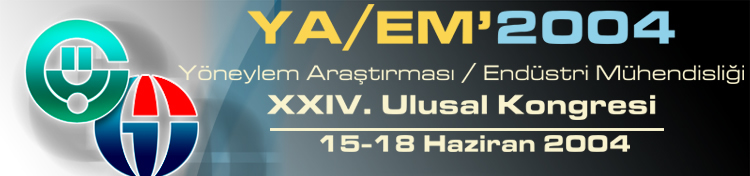 YA/EM'2004
Yöneylem Araştırması / Endüstri Mühendisliği
XXIV. Ulusal Kongresi
15-18 Haziran 2004